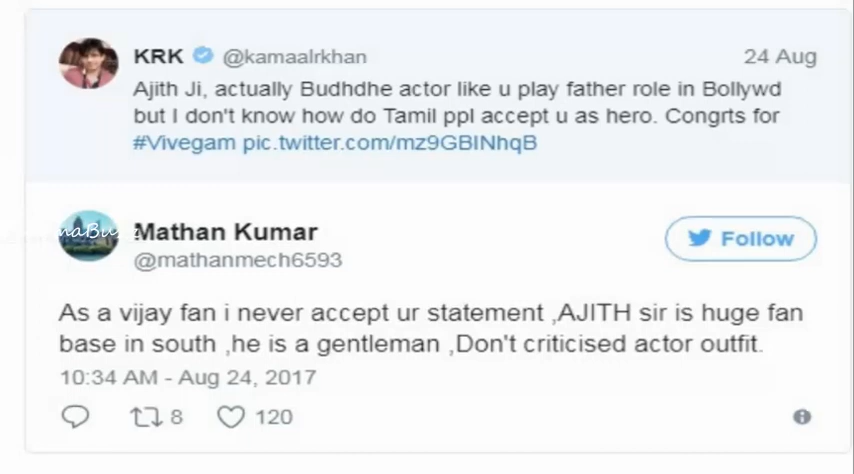 KRK @kamaalrkhan 24 Aug
Ajith Ji, actually Budhdhe actor like u play father role in Bollywd
but I don't know how do Tamil ppl accept u as hero. Congrts for
#Vivegam pic.twitter.com/mz9GBINhqB
Mathan Kumar
Follow
@mathanmech6593
As a vijay fan i never accept ur statement ,AJITH sir is huge fan
base in south ,he is a gentleman ,Don't criticised actor outfit.
10:34 AM - Aug 24, 2017
8 120